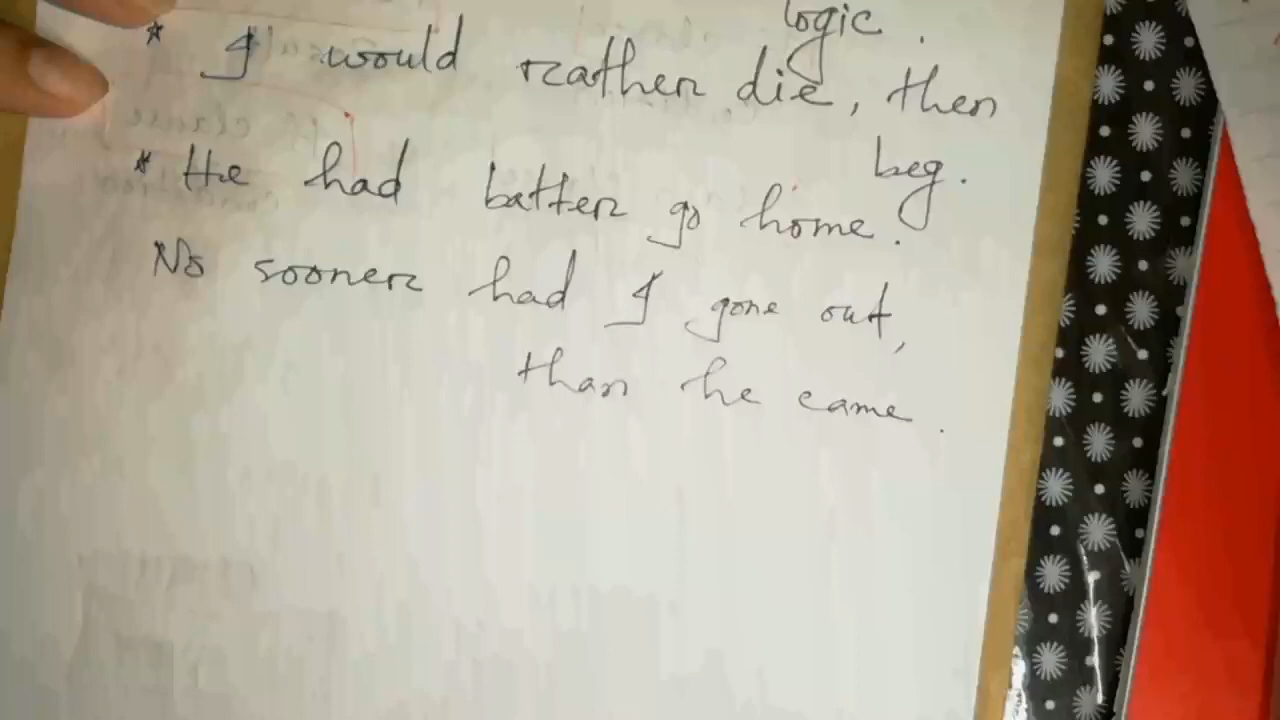 logic.
* I would rather die, then
beg.
* He had batter go home.
No sooner had I gone out,
than he came.